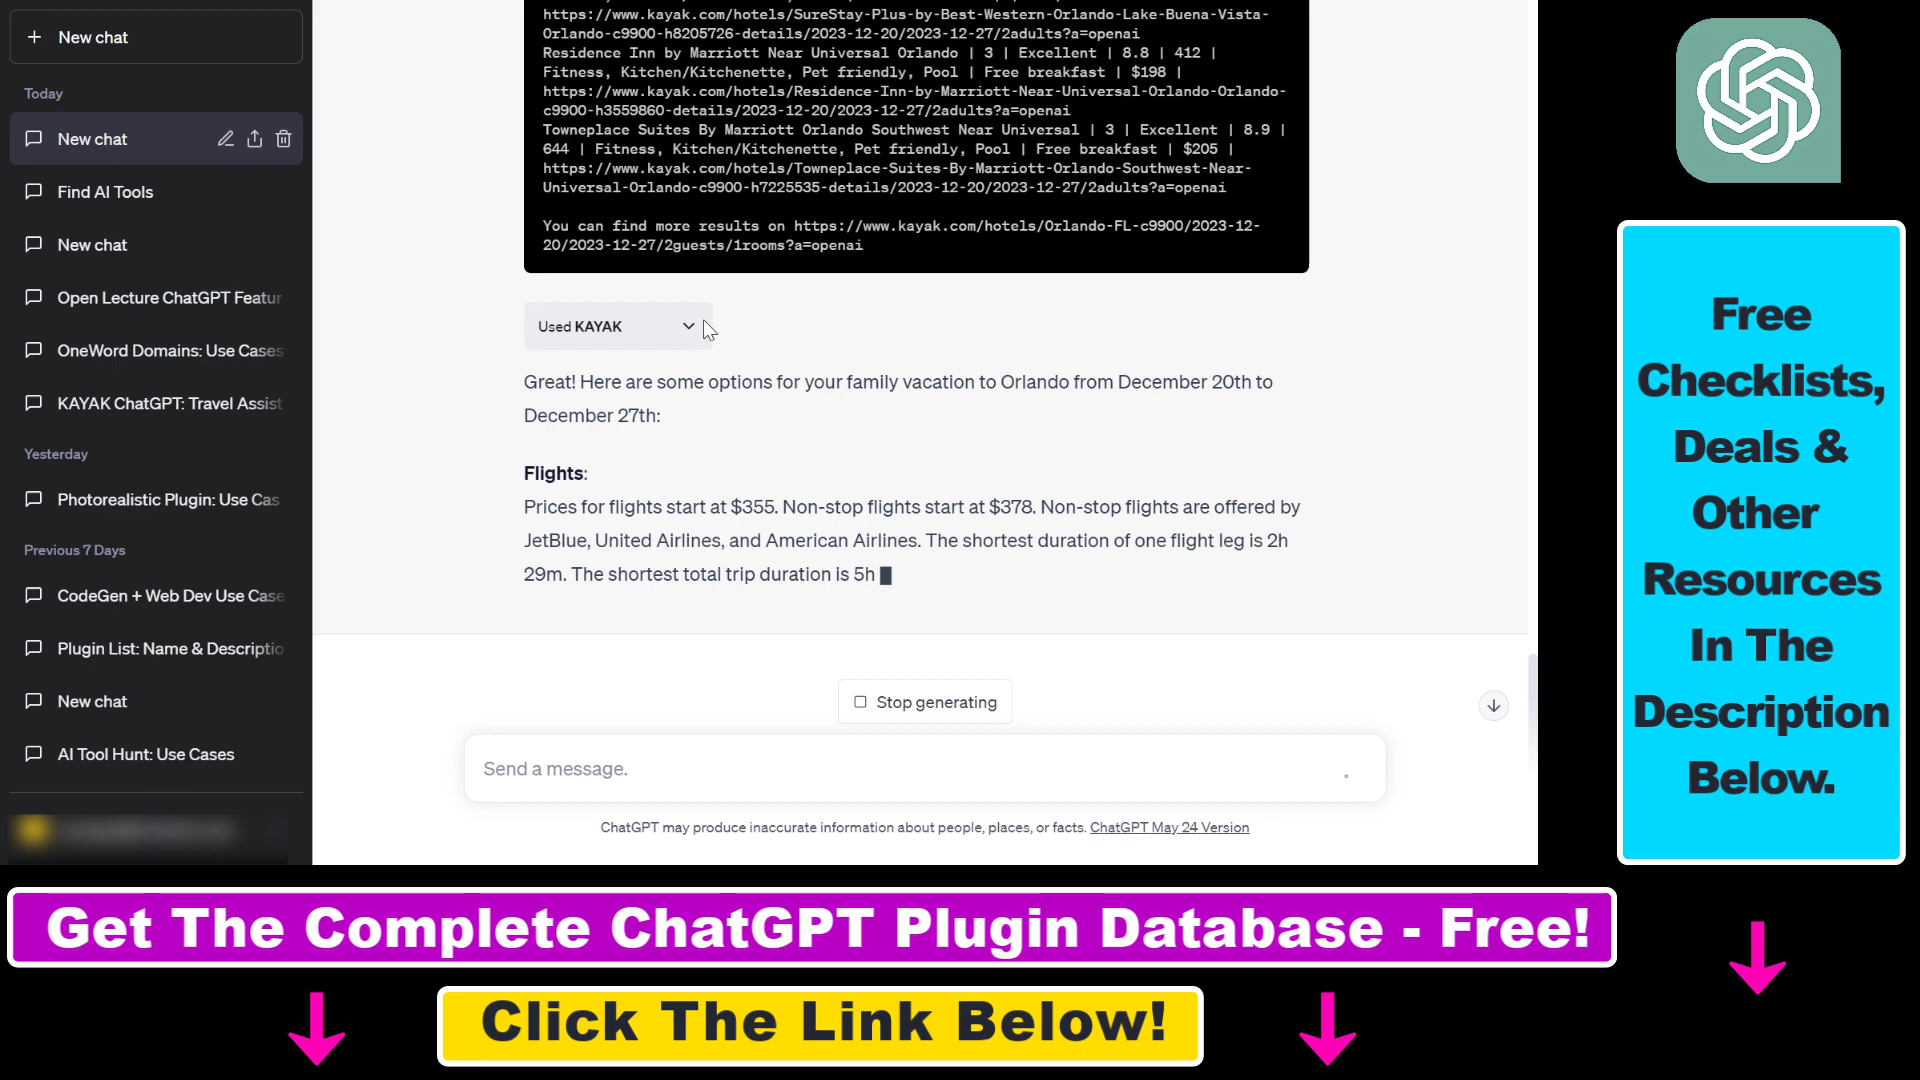 New chat
Today
New chat
Find AI Tools
New chat
Open Lecture ChatGPT Featur
OneWord Domains: Use Cases
KAYAK ChatGPT: Travel Assist
Yesterday
Photorealistic Plugin: Use Cas
Previous 7 Days
CodeGen + Web Dev Use Case
Plugin List: Name & Descriptio
New chat
AI Tool Hunt: Use Cases
https://www.kayak.com/hotels/SureStay-Plus-by-Best-Western-Orlando-Lake-Buena-Vista-
Orlando-c9900-h8205726-details/2023-12-20/2023-12-27/2adults?a=openai
Residence Inn by Marriott Near Universal Orlando | 3 | Excellent | 8.8 | 412 |
Fitness, Kitchen/Kitchenette, Pet friendly, Pool | Free breakfast | $198 |
https://www.kayak.com/hotels/Residence-Inn-by-Marriott-Near-Universal-Orlando-Orlando-
c9900-h3559860-details/2023-12-20/2023-12-27/2adults?a=openai
Towneplace Suites By Marriott Orlando Southwest Near Universal | 3 | Excellent | 8.9 |
644 | Fitness, Kitchen/Kitchenette, Pet friendly, Pool | Free breakfast | $205 |
https://www.kayak.com/hotels/Towneplace-Suites-By-Marriott-Orlando-Southwest-Near-
Universal-Orlando-c9900-h7225535-details/2023-12-20/2023-12-27/2adults?a=openai
You can find more results on https://www.kayak.com/hotels/Orlando-FL-c9900/2023-12-
20/2023-12-27/2guests/1rooms?a=openai
Used KAYAK
Great! Here are some options for your family vacation to Orlando from December 20th to
December 27th:
Flights:
Prices for flights start at $355. Non-stop flights start at $378. Non-stop flights are offered by
JetBlue, United Airlines, and American Airlines. The shortest duration of one flight leg is 2h
29m. The shortest total trip duration is 5h
Stop generating
Send a message.
ChatGPT may produce inaccurate information about people, places, or facts. ChatGPT May 24 Version
Free
Checklists,
Deals &
Other
Resources
In The
Description
Below.
Get The Complete ChatGPT Plugin Database - Free!
Click The Link Below!